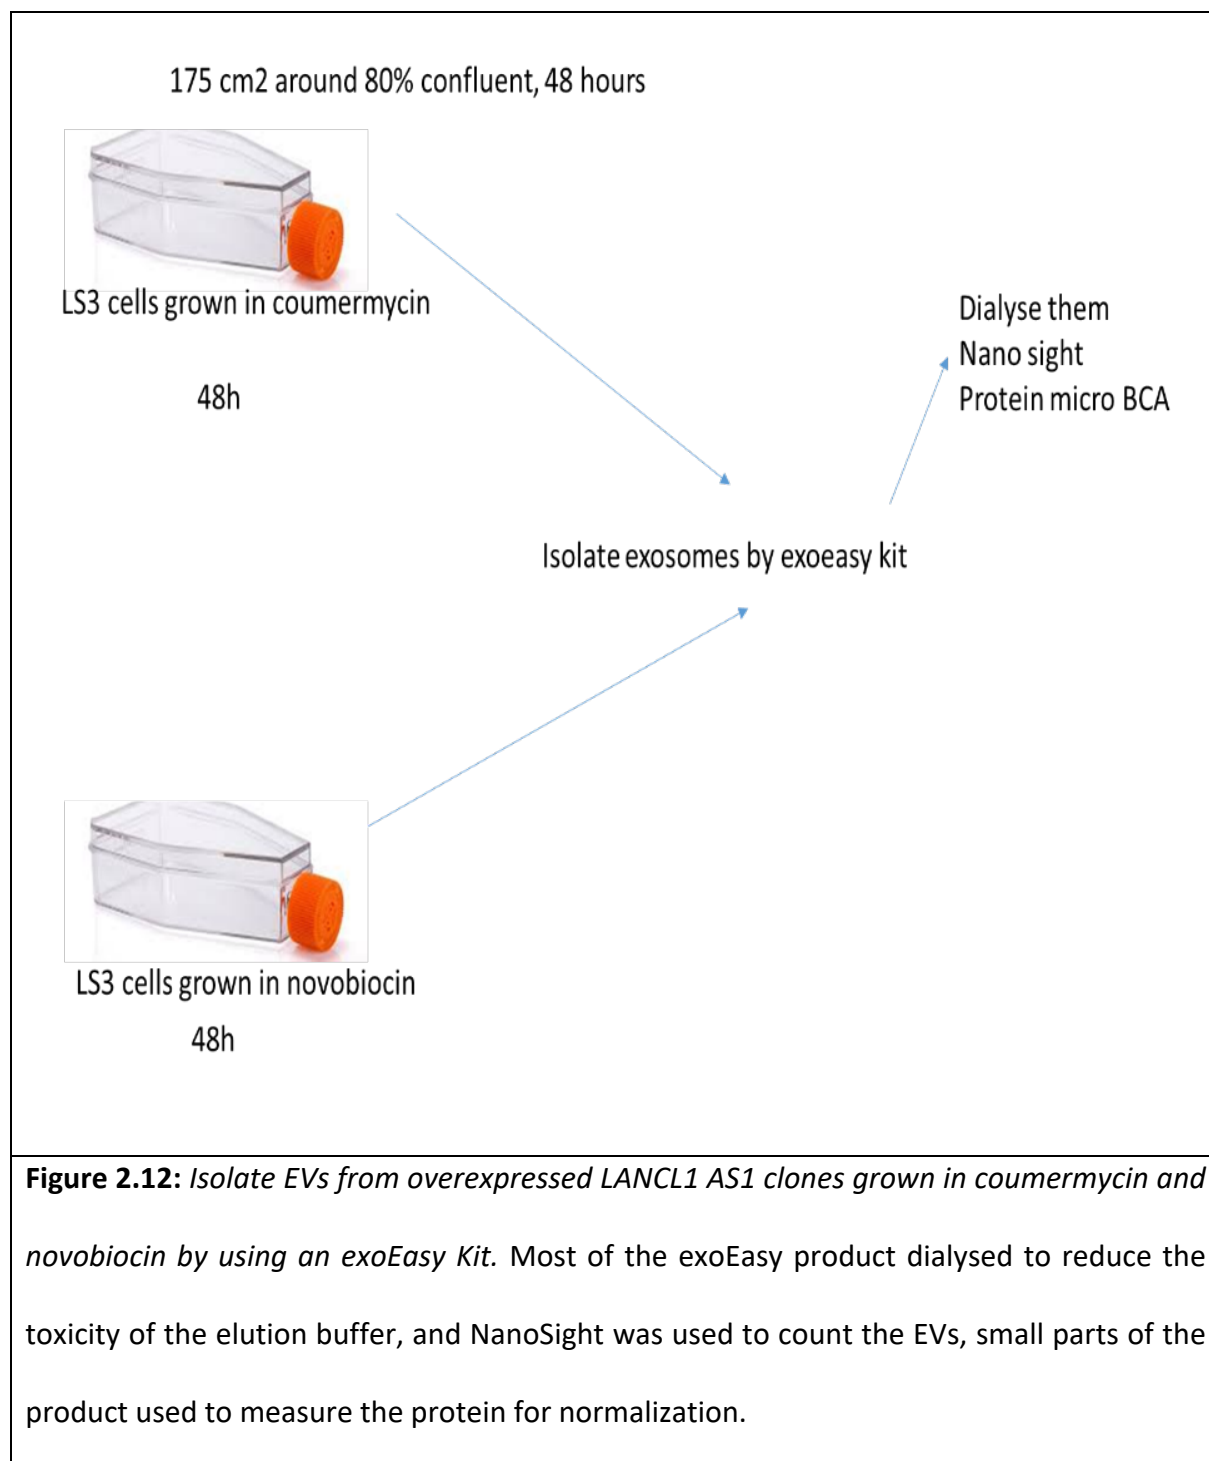 175 cm2 around 80% confluent, 48 hours
LS3 cells grown in coumermycin
48h
Dialyse them
Nano sight
Protein micro BCA
Isolate exosomes by exoeasy kit
LS3 cells grown in novobiocin
48h
Figure 2.12: Isolate EVs from overexpressed LANCL1 AS1 clones grown in coumermycin and
novobiocin by using an exoEasy Kit. Most of the exoEasy product dialysed to reduce the
toxicity of the elution buffer, and NanoSight was used to count the EVs, small parts of the
product used to measure the protein for normalization.